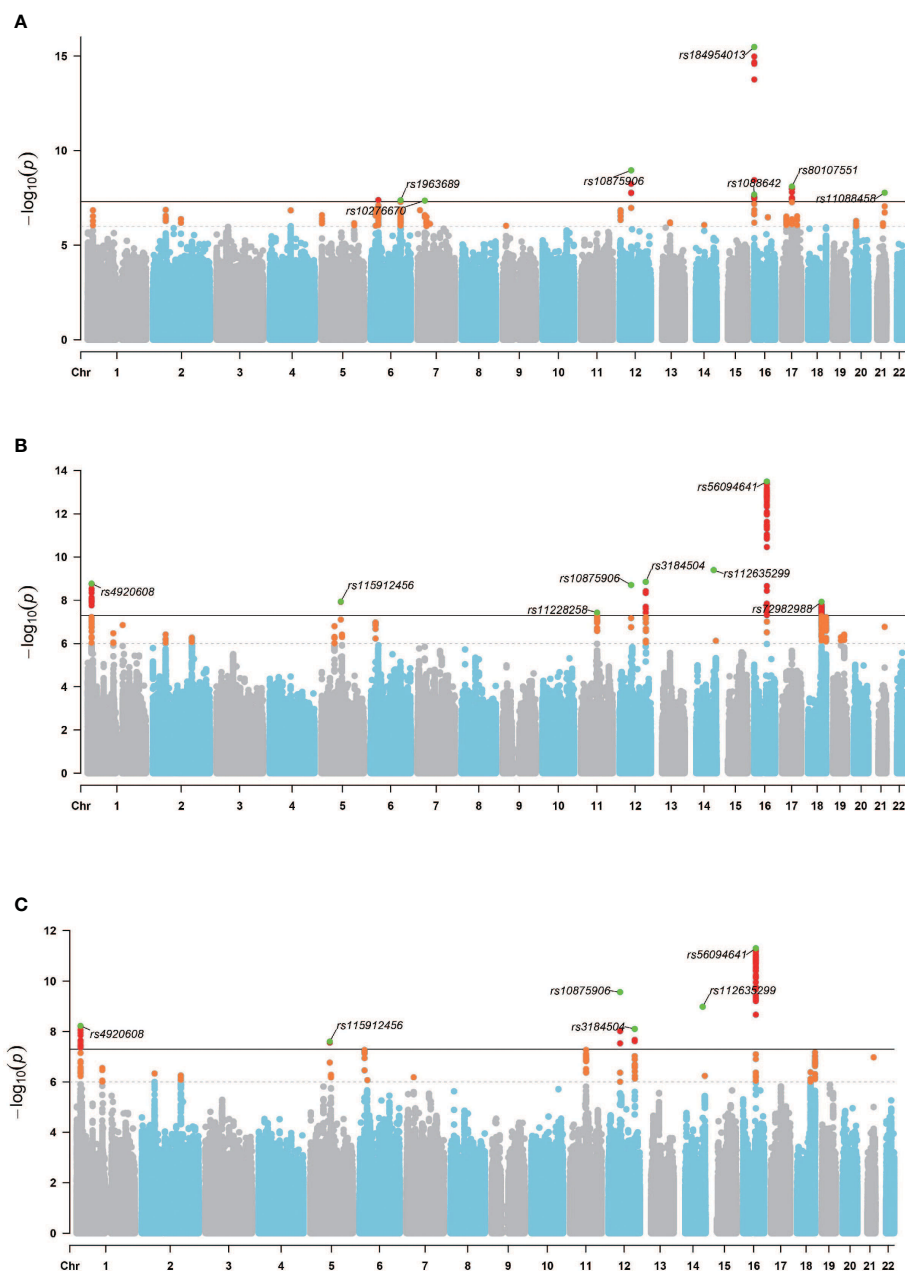 A
15
rs184954013
10
rs10875906
rs80107551
rs1963689
rs1088642
rs11088458
rs10276670
−log10(p)
5
0
Chr 1 2 3 4 5 6 7 8 9 10 11 12 13 14 15 16 17 18 19 20 21 22
B
14
rs56094641
12
10
rs3184504
rs10875906
rs112635299
rs4920608
rs115912456
8
rs11228258
rs72982988
−log10(p)
6
4
2
0
Chr 1 2 3 4 5 6 7 8 9 10 11 12 13 14 15 16 17 18 19 20 21 22
C
12
rs56094641
10
rs10875906
rs112635299
rs4920608
rs115912456
rs3184504
8
−log10(p)
6
4
2
0
Chr 1 2 3 4 5 6 7 8 9 10 11 12 13 14 15 16 17 18 19 20 21 22